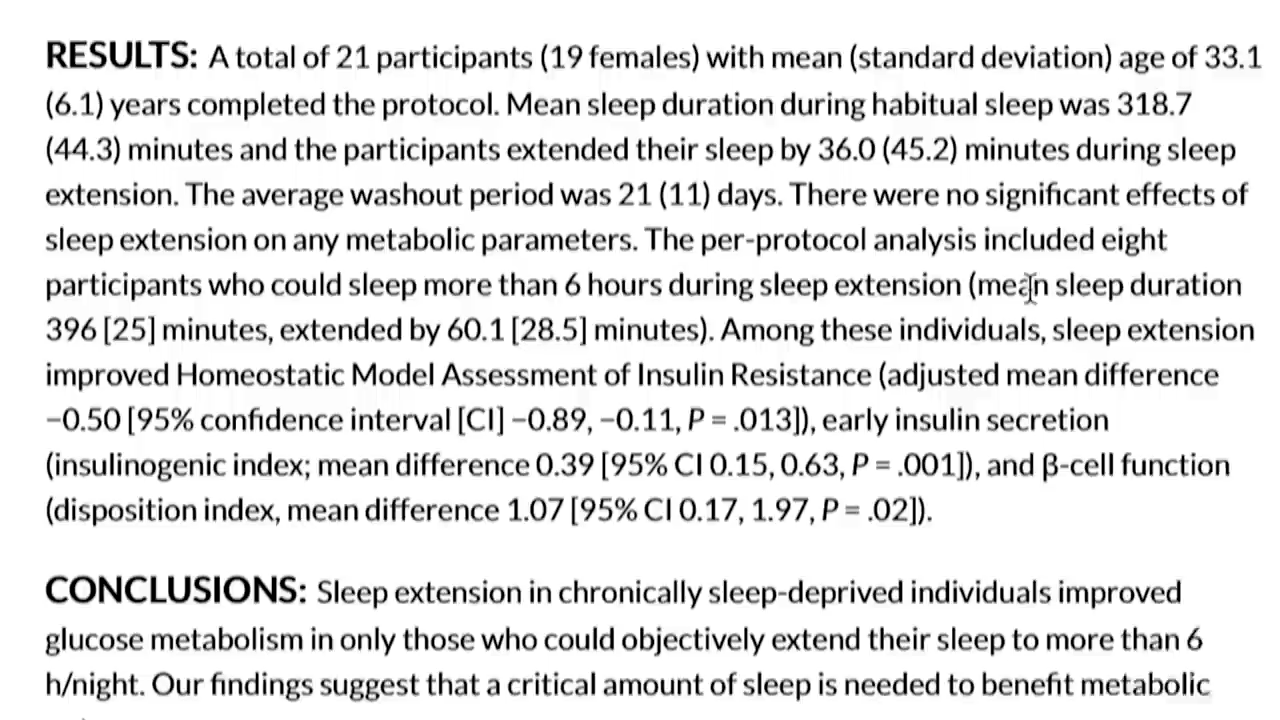 RESULTS: A total of 21 participants (19 females) with mean (standard deviation) age of 33.1
(6.1) years completed the protocol. Mean sleep duration during habitual sleep was 318.7
(44.3) minutes and the participants extended their sleep by 36.0 (45.2) minutes during sleep
extension. The average washout period was 21 (11) days. There were no significant effects of
sleep extension on any metabolic parameters. The per-protocol analysis included eight
participants who could sleep more than 6 hours during sleep extension (mean sleep duration
396 [25] minutes, extended by 60.1 [28.5] minutes). Among these individuals, sleep extension
improved Homeostatic Model Assessment of Insulin Resistance (adjusted mean difference
−0.50 [95% confidence interval [CI] −0.89, −0.11, P = .013]), early insulin secretion
(insulinogenic index; mean difference 0.39 [95% CI 0.15, 0.63, P = .001]), and β-cell function
(disposition index, mean difference 1.07 [95% CI 0.17, 1.97, P = .02]).
CONCLUSIONS: Sleep extension in chronically sleep-deprived individuals improved
glucose metabolism in only those who could objectively extend their sleep to more than 6
h/night. Our findings suggest that a critical amount of sleep is needed to benefit metabolic